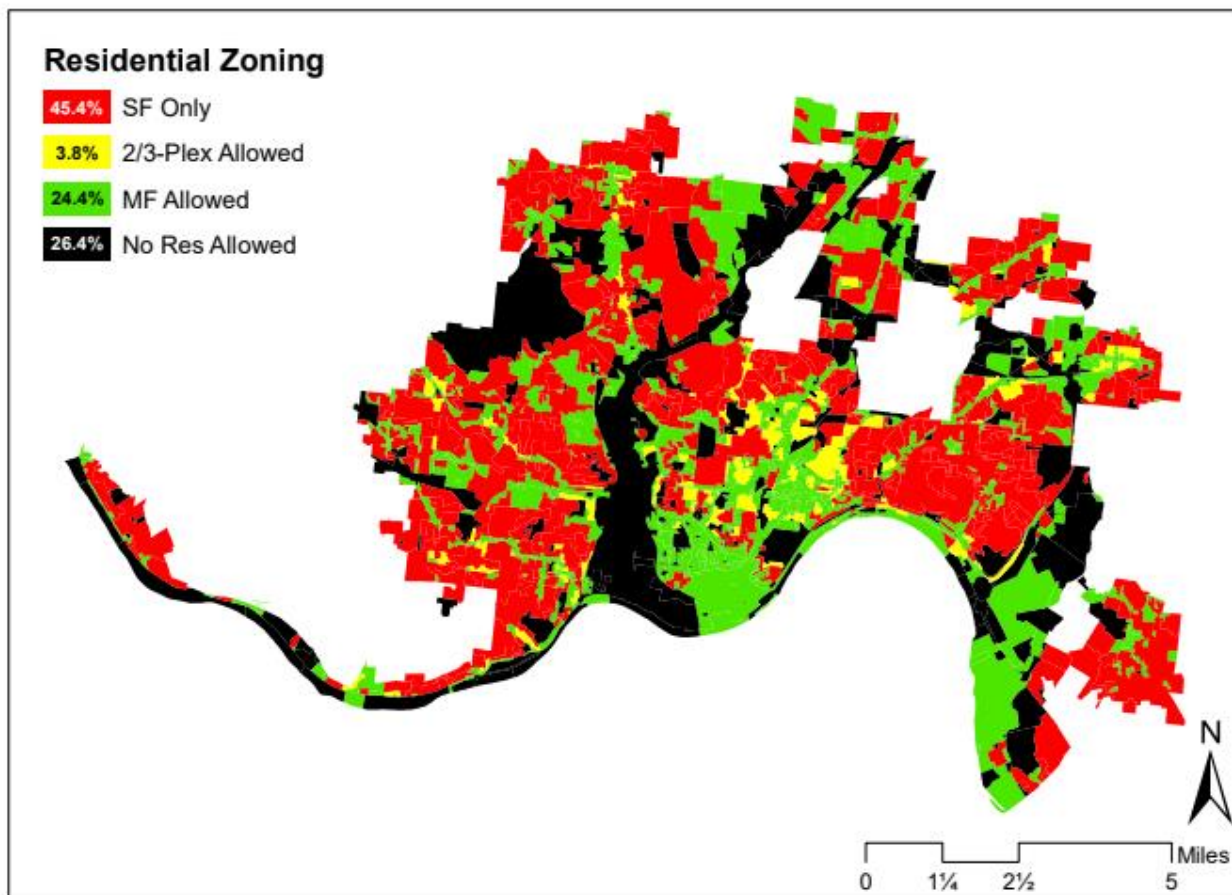 Residential Zoning
45.4% SF Only
3.8% 2/3-Plex Allowed
24.4% MF Allowed
26.4% No Res Allowed
N
Miles
0 1¼ 2½ 5